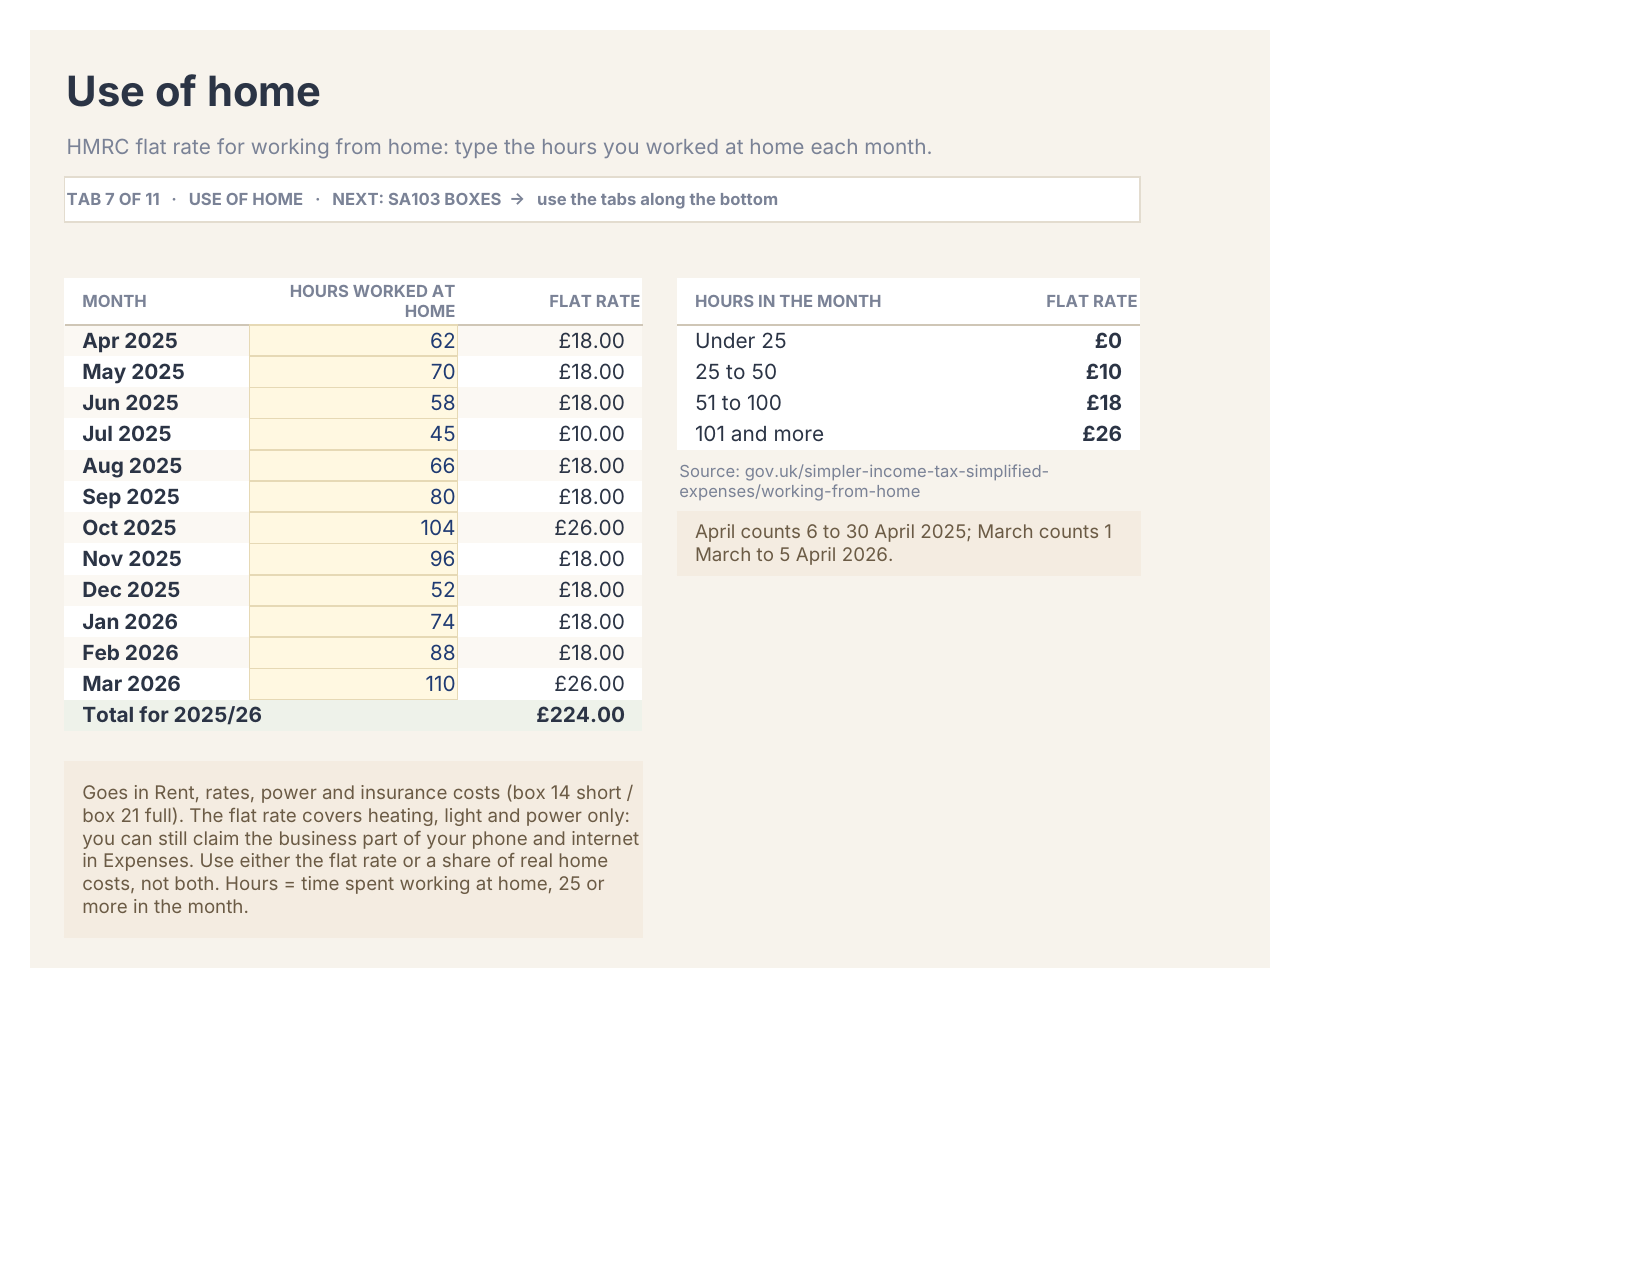 Use of home
HMRC flat rate for working from home: type the hours you worked at home each month.
TAB 7 OF 11 · USE OF HOME · NEXT: SA103 BOXES → use the tabs along the bottom
MONTH HOURS WORKED AT HOME FLAT RATE
Apr 2025 62 £18.00
May 2025 70 £18.00
Jun 2025 58 £18.00
Jul 2025 45 £10.00
Aug 2025 66 £18.00
Sep 2025 80 £18.00
Oct 2025 104 £26.00
Nov 2025 96 £18.00
Dec 2025 52 £18.00
Jan 2026 74 £18.00
Feb 2026 88 £18.00
Mar 2026 110 £26.00
Total for 2025/26 £224.00
Goes in Rent, rates, power and insurance costs (box 14 short /
box 21 full). The flat rate covers heating, light and power only:
you can still claim the business part of your phone and internet
in Expenses. Use either the flat rate or a share of real home
costs, not both. Hours = time spent working at home, 25 or
more in the month.
HOURS IN THE MONTH FLAT RATE
Under 25 £0
25 to 50 £10
51 to 100 £18
101 and more £26
Source: gov.uk/simpler-income-tax-simplified-
expenses/working-from-home
April counts 6 to 30 April 2025; March counts 1
March to 5 April 2026.